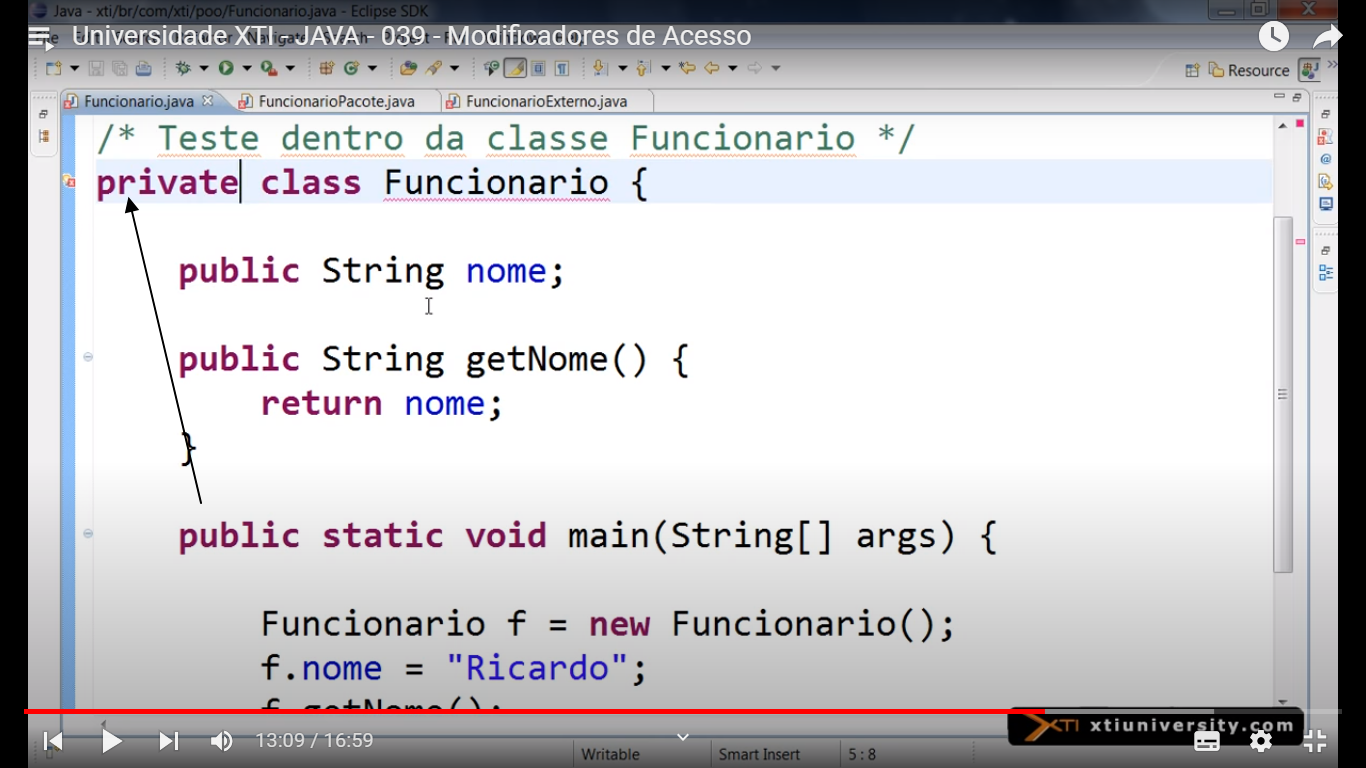 Java - xti/br/com/xti/poo/Funcionario.java - Eclipse SDK
Universidade XTI - JAVA - 039 - Modificadores de Acesso
Resource
Funcionario.java
FuncionarioPacote.java
FuncionarioExterno.java
/* Teste dentro da classe Funcionario */
private class Funcionario {
public String nome;
public String getNome() {
return nome;
}
public static void main(String[] args) {
Funcionario f = new Funcionario();
f.nome = "Ricardo";
f.getNome();
XTI xtiuniversity.com
13:09 / 16:59
Writable
Smart Insert
5 : 8